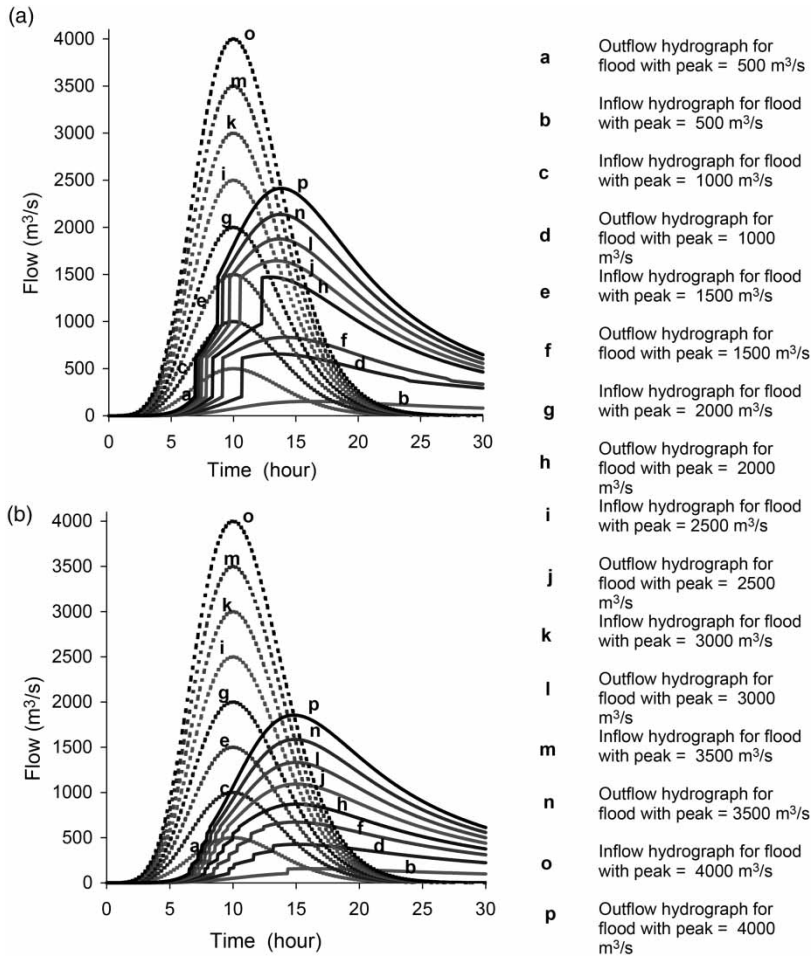 (a)
4000
3500
3000
2500
2000
1500
1000
500
0
Flow (m³/s)
o
m
k
i
g
e
c
a
p
n
l
j
h
f
d
b
0 5 10 15 20 25 30
Time (hour)
(b)
4000
3500
3000
2500
2000
1500
1000
500
0
Flow (m³/s)
o
m
k
i
g
e
c
a
p
n
l
j
h
f
d
b
0 5 10 15 20 25 30
Time (hour)
a Outflow hydrograph for
flood with peak = 500 m³/s
b Inflow hydrograph for flood
with peak = 500 m³/s
c Inflow hydrograph for flood
with peak = 1000 m³/s
d Outflow hydrograph for
flood with peak = 1000
m³/s
e Inflow hydrograph for flood
with peak = 1500 m³/s
f Outflow hydrograph for
flood with peak = 1500 m³/s
g Inflow hydrograph for flood
with peak = 2000 m³/s
h Outflow hydrograph for
flood with peak = 2000
m³/s
i Inflow hydrograph for flood
with peak = 2500 m³/s
j Outflow hydrograph for
flood with peak = 2500
m³/s
k Inflow hydrograph for flood
with peak = 3000 m³/s
l Outflow hydrograph for
flood with peak = 3000
m³/s
m Inflow hydrograph for flood
with peak = 3500 m³/s
n Outflow hydrograph for
flood with peak = 3500 m³/s
o Inflow hydrograph for flood
with peak = 4000 m³/s
p Outflow hydrograph for
flood with peak = 4000
m³/s